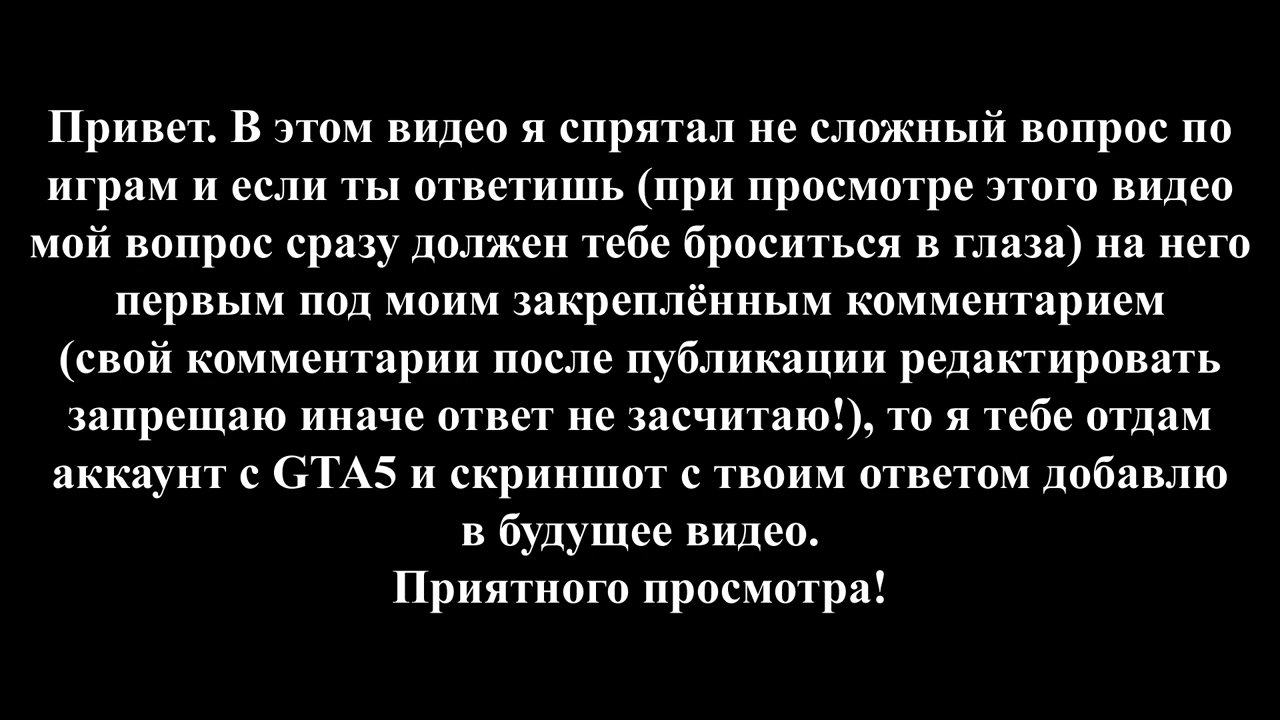 Привет. В этом видео я спрятал не сложный вопрос по
играм и если ты ответишь (при просмотре этого видео
мой вопрос сразу должен тебе броситься в глаза) на него
первым под моим закреплённым комментарием
(свой комментарии после публикации редактировать
запрещаю иначе ответ не засчитаю!), то я тебе отдам
аккаунт с GTA5 и скриншот с твоим ответом добавлю
в будущее видео.
Приятного просмотра!